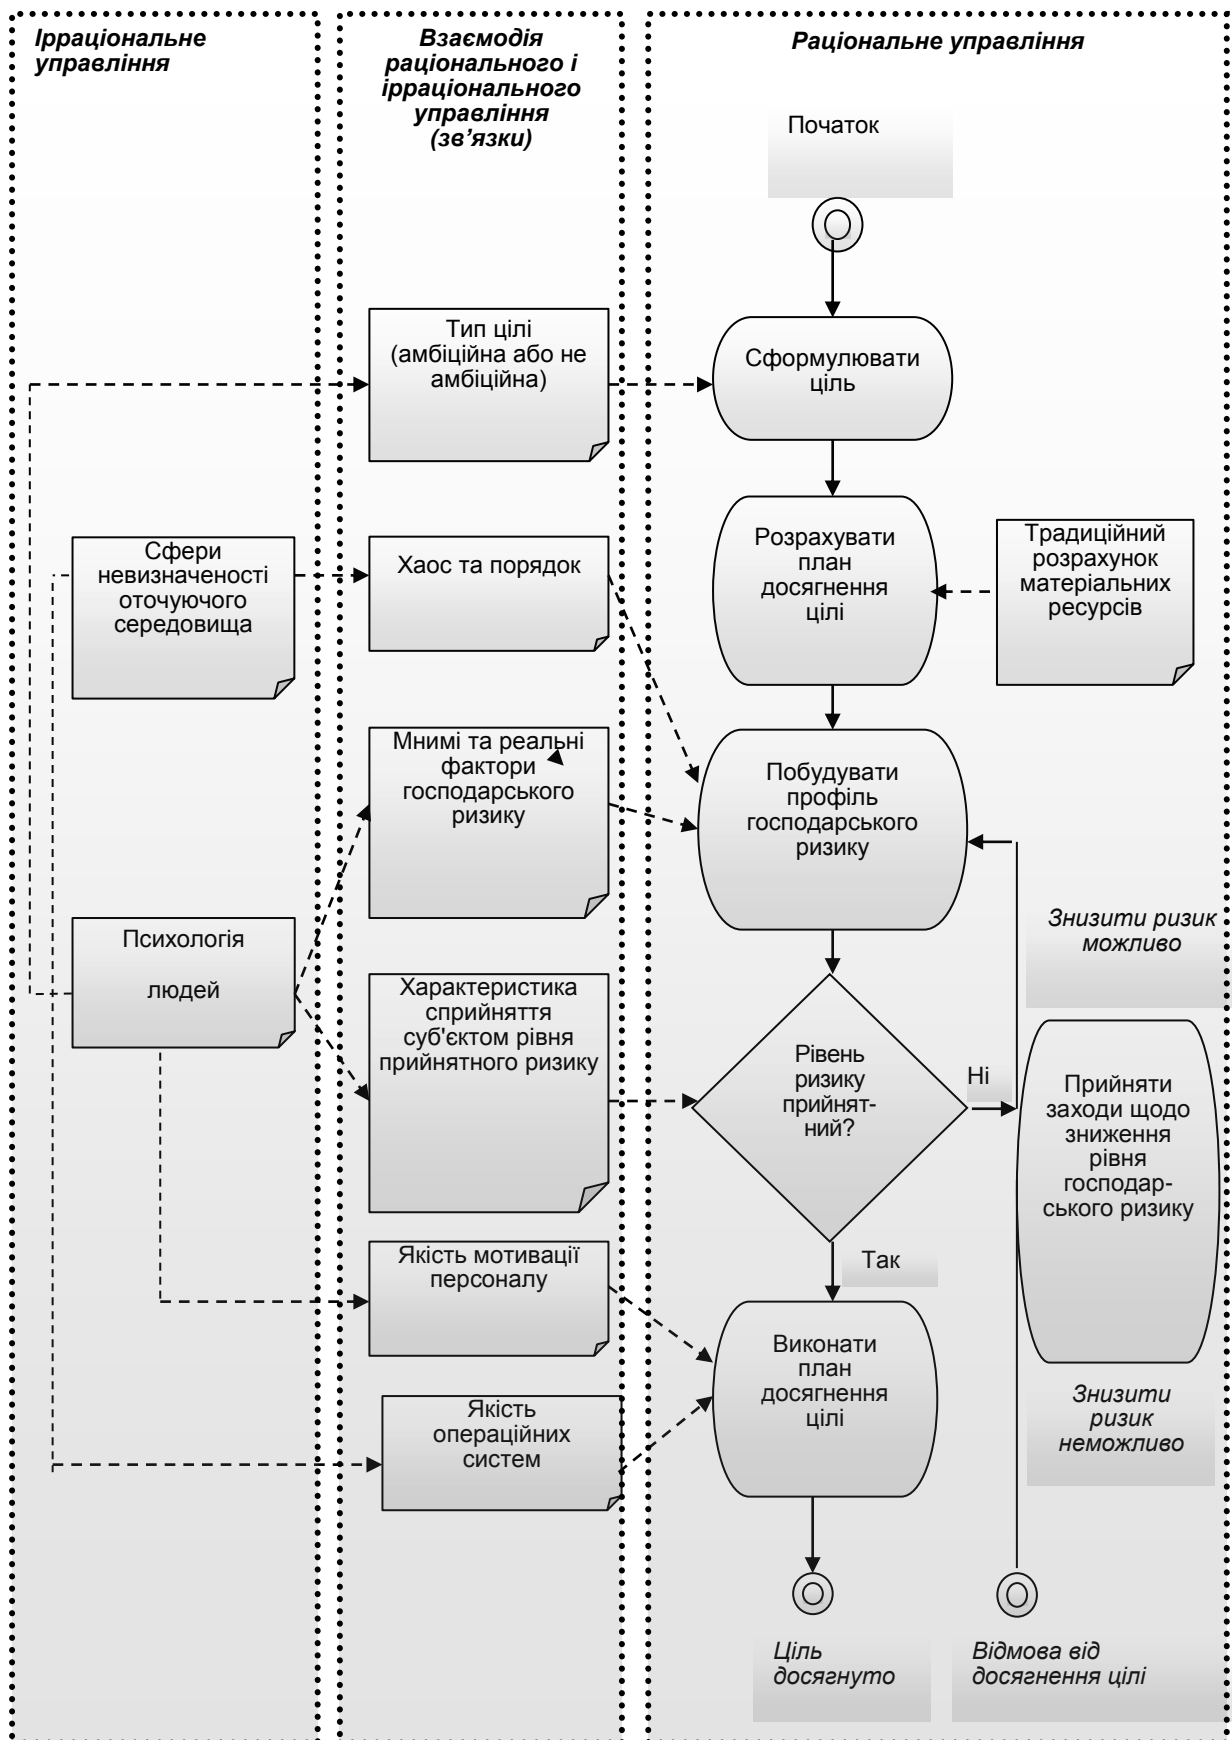 Ірраціональне
управління
Взаємодія
раціонального і
ірраціонального
управління
(зв’язки)
Раціональне управління
Початок
Тип цілі
(амбіційна або не
амбіційна)
Сформулювати
ціль
Сфери
невизначеності
оточуючого
середовища
Хаос та порядок
Розрахувати
план
досягнення
цілі
Традиційний
розрахунок
матеріальних
ресурсів
Мнимі та реальні
фактори
господарського
ризику
Побудувати
профіль
господарського
ризику
Знизити ризик
можливо
Психологія
людей
Характеристика
сприйняття
суб'єктом рівня
прийнятного ризику
Рівень
ризику
прийнят-
ний?
Ні
Прийняти
заходи щодо
зниження
рівня
господар-
ського ризику
Так
Якість мотивації
персоналу
Виконати
план
досягнення
цілі
Знизити
ризик
неможливо
Якість
операційних
систем
Ціль
досягнуто
Відмова від
досягнення цілі